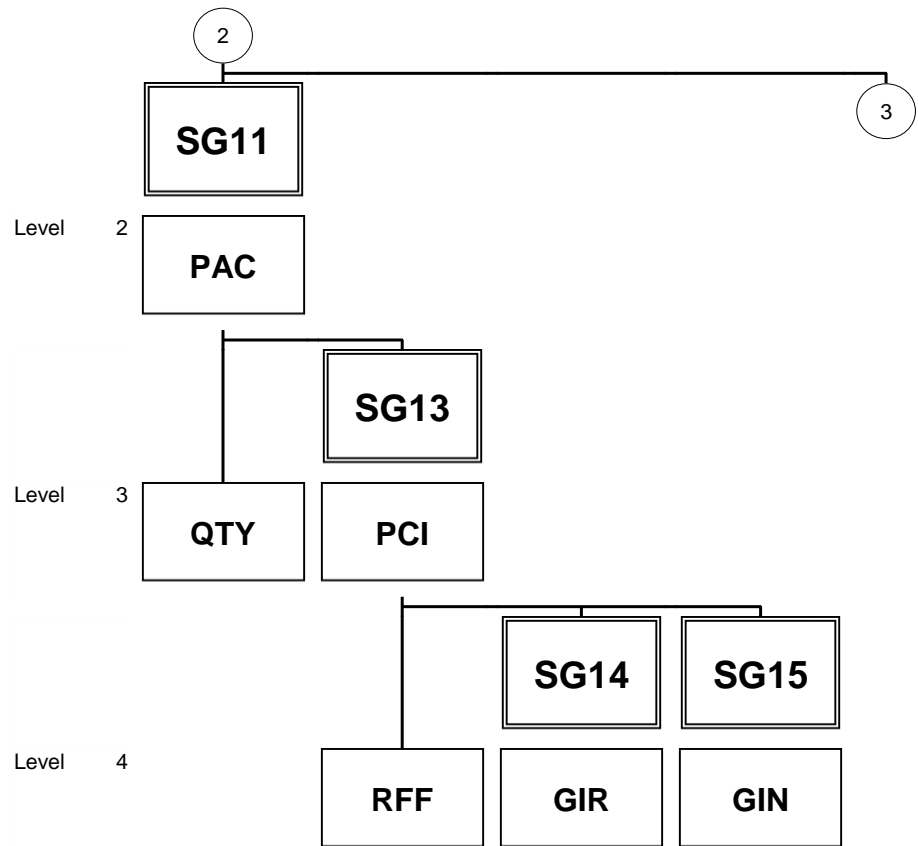 2
3
SG11
Level 2
PAC
SG13
Level 3
QTY PCI
SG14 SG15
Level 4
RFF GIR GIN